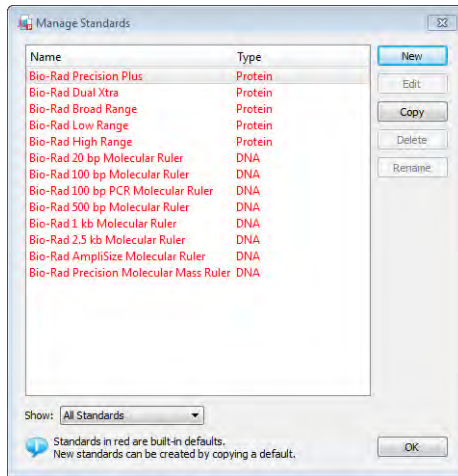 Manage Standards
Name Type
New
Bio-Rad Precision Plus Protein
Edit
Bio-Rad Dual Xtra Protein
Bio-Rad Broad Range Protein
Copy
Bio-Rad Low Range Protein
Bio-Rad High Range Protein
Delete
Bio-Rad 20 bp Molecular Ruler DNA
Bio-Rad 100 bp Molecular Ruler DNA
Rename
Bio-Rad 100 bp PCR Molecular Ruler DNA
Bio-Rad 500 bp Molecular Ruler DNA
Bio-Rad 1 kb Molecular Ruler DNA
Bio-Rad 2.5 kb Molecular Ruler DNA
Bio-Rad AmpliSize Molecular Ruler DNA
Bio-Rad Precision Molecular Mass Ruler DNA
Show: All Standards
Standards in red are built-in defaults.
New standards can be created by copying a default.
OK